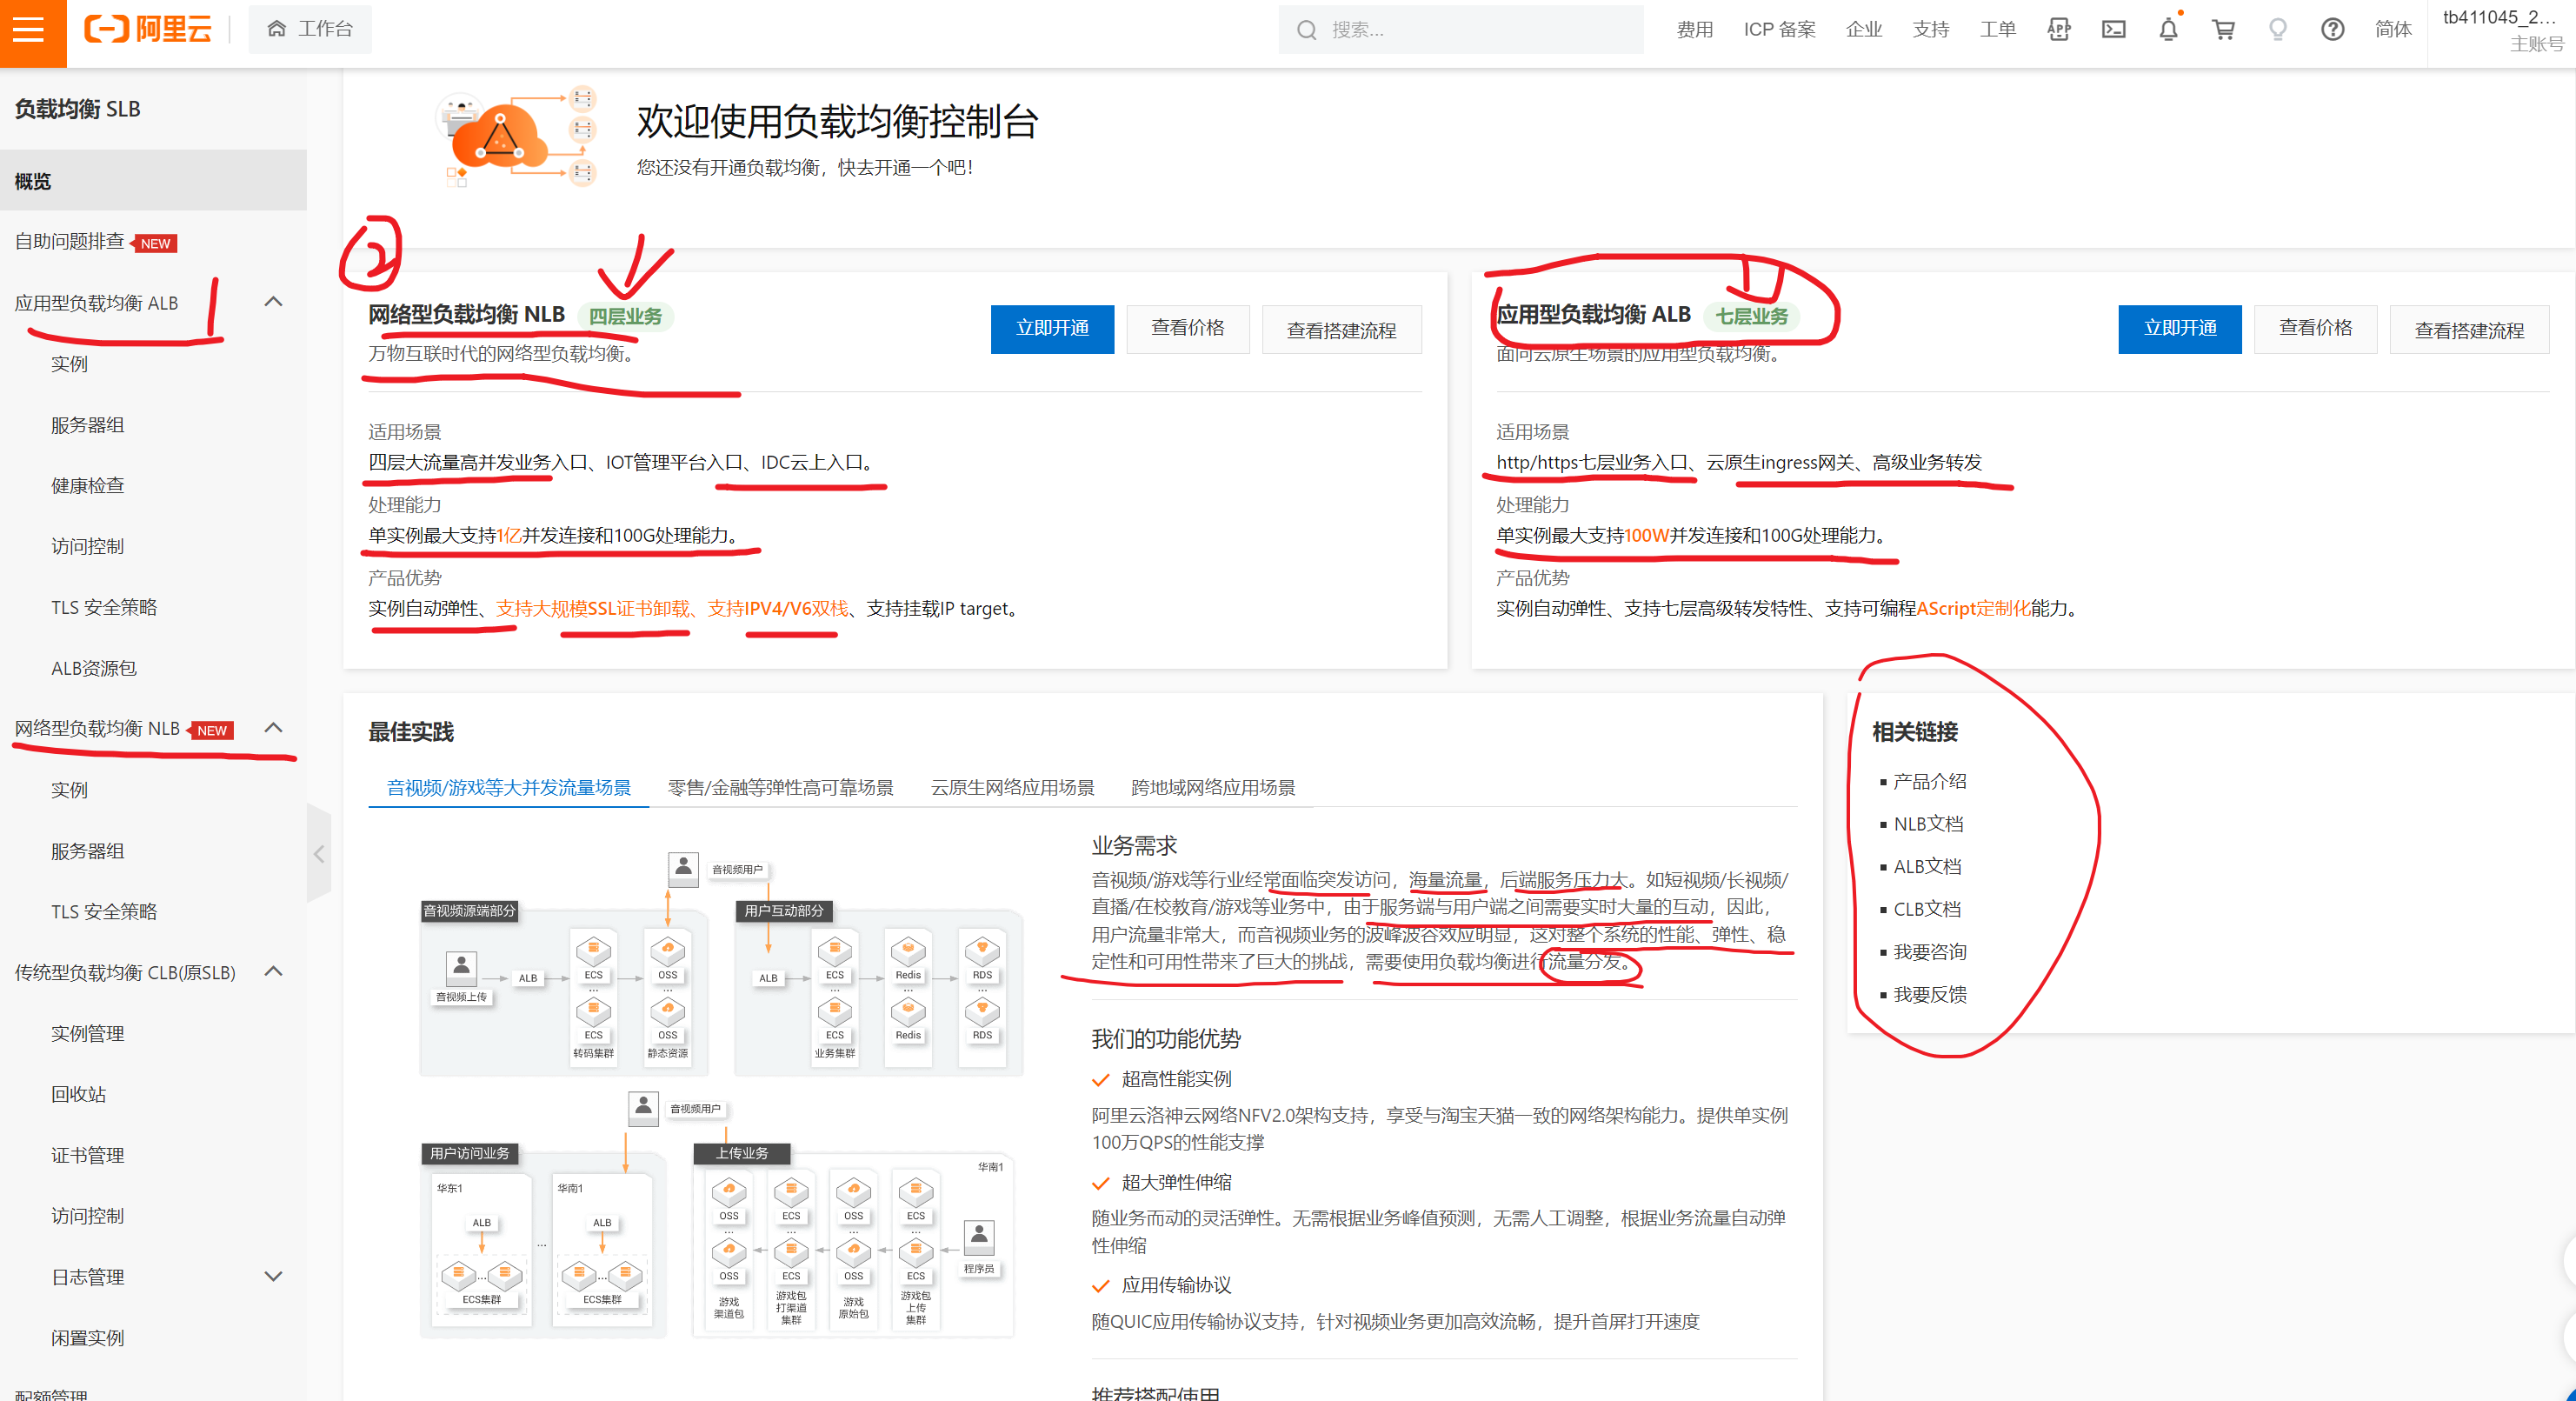 阿里云
工作台
搜索...
费用
ICP 备案
企业
支持
工单
APP
简体
tb411045_2...
主账号
负载均衡 SLB
概览
自助问题排查 NEW
应用型负载均衡 ALB
实例
服务器组
健康检查
访问控制
TLS 安全策略
ALB资源包
网络型负载均衡 NLB NEW
实例
服务器组
TLS 安全策略
传统型负载均衡 CLB(原SLB)
实例管理
回收站
证书管理
访问控制
日志管理
闲置实例
配额管理
欢迎使用负载均衡控制台
您还没有开通负载均衡，快去开通一个吧！
2
网络型负载均衡 NLB 四层业务
立即开通
查看价格
查看搭建流程
万物互联时代的网络型负载均衡。
适用场景
四层大流量高并发业务入口、IOT管理平台入口、IDC云上入口。
处理能力
单实例最大支持1亿并发连接和100G处理能力。
产品优势
实例自动弹性、支持大规模SSL证书卸载、支持IPV4/V6双栈、支持挂载IP target。
应用型负载均衡 ALB 七层业务
立即开通
查看价格
查看搭建流程
面向云原生场景的应用型负载均衡。
适用场景
http/https七层业务入口、云原生ingress网关、高级业务转发
处理能力
单实例最大支持100W并发连接和100G处理能力。
产品优势
实例自动弹性、支持七层高级转发特性、支持可编程AScript定制化能力。
最佳实践
音视频/游戏等大并发流量场景
零售/金融等弹性高可靠场景
云原生网络应用场景
跨地域网络应用场景
音视频用户
音视频源端部分
用户互动部分
音视频上传
ALB
ECS
OSS
...
...
ECS
OSS
转码集群
静态资源
ALB
ECS
Redis
RDS
...
...
...
ECS
Redis
RDS
业务集群
音视频用户
用户访问业务
上传业务
华东1
华南1
华南1
ALB
ALB
...
...
...
ECS集群
ECS集群
OSS
ECS
OSS
ECS
...
...
...
...
OSS
ECS
OSS
ECS
程序员
游戏
渠道包
游戏包
打渠道
集群
游戏
原始包
游戏包
上传
集群
业务需求
音视频/游戏等行业经常面临突发访问，海量流量，后端服务压力大。如短视频/长视频/
直播/在校教育/游戏等业务中，由于服务端与用户端之间需要实时大量的互动，因此，
用户流量非常大，而音视频业务的波峰波谷效应明显，这对整个系统的性能、弹性、稳
定性和可用性带来了巨大的挑战，需要使用负载均衡进行流量分发。
我们的功能优势
超高性能实例
阿里云洛神云网络NFV2.0架构支持，享受与淘宝天猫一致的网络架构能力。提供单实例
100万QPS的性能支撑
超大弹性伸缩
随业务而动的灵活弹性。无需根据业务峰值预测，无需人工调整，根据业务流量自动弹
性伸缩
应用传输协议
随QUIC应用传输协议支持，针对视频业务更加高效流畅，提升首屏打开速度
推荐搭配使用
相关链接
产品介绍
NLB文档
ALB文档
CLB文档
我要咨询
我要反馈